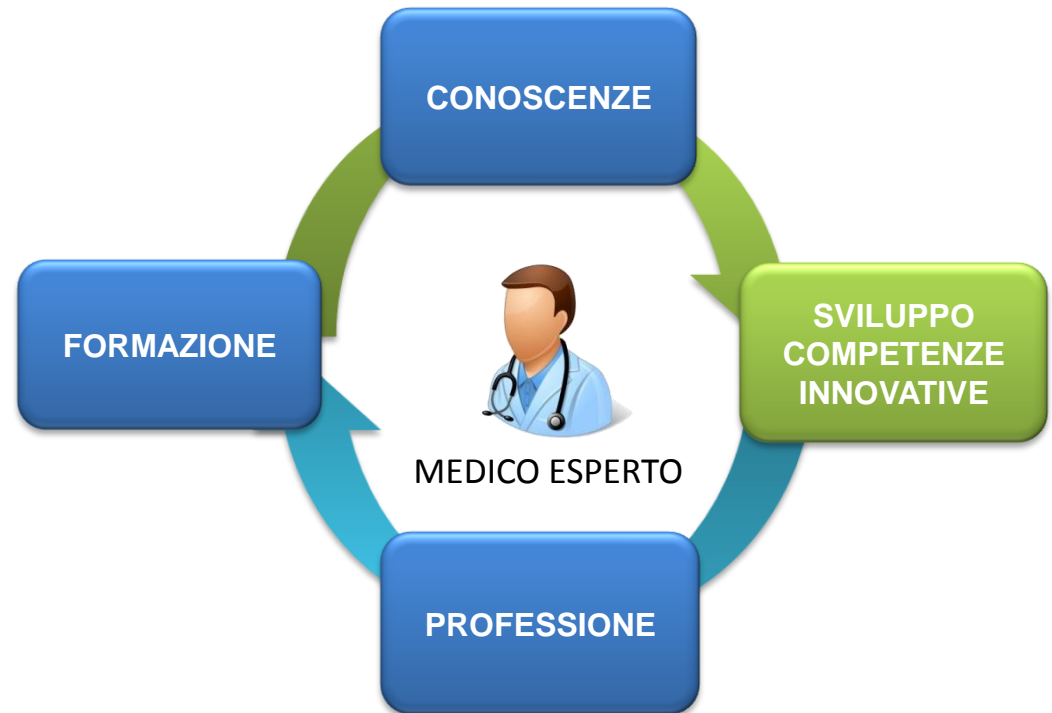 CONOSCENZE
FORMAZIONE
SVILUPPO
COMPETENZE
INNOVATIVE
MEDICO ESPERTO
PROFESSIONE